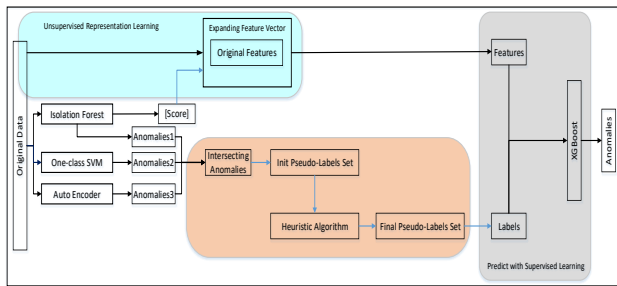 Unsupervised Representation Learning
Expanding Feature Vector
Original Features
Features
Original Data
Isolation Forest
[Score]
Anomalies1
One-class SVM
Anomalies2
Auto Encoder
Anomalies3
Intersecting
Anomalies
Init Pseudo-Labels Set
Heuristic Algorithm
Final Pseudo-Labels Set
Labels
XG Boost
Anomalies
Predict with Supervised Learning